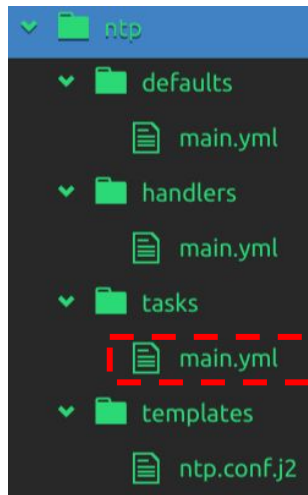 ntp
defaults
main.yml
handlers
main.yml
tasks
main.yml
templates
ntp.conf.j2